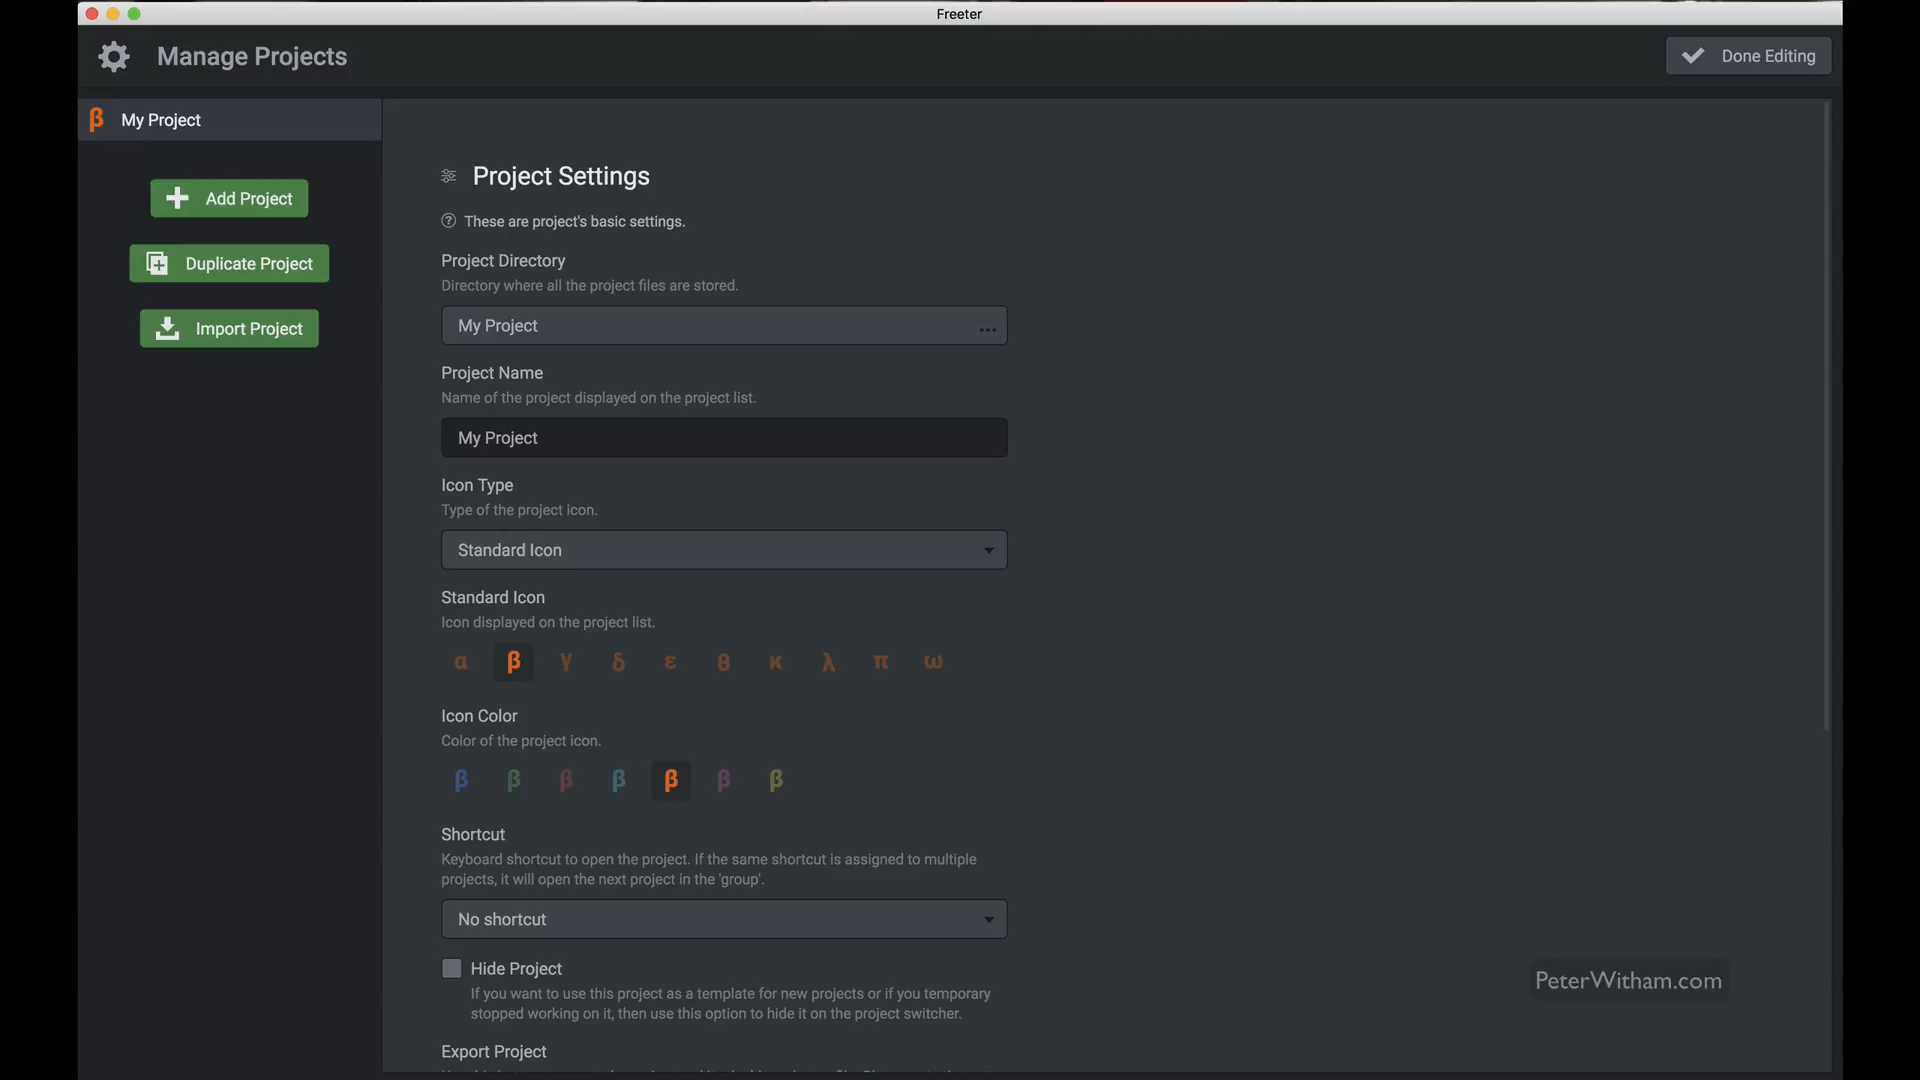 Freeter
Manage Projects
Done Editing
β My Project
Add Project
Duplicate Project
Import Project
Project Settings
These are project's basic settings.
Project Directory
Directory where all the project files are stored.
My Project ...
Project Name
Name of the project displayed on the project list.
My Project
Icon Type
Type of the project icon.
Standard Icon
Standard Icon
Icon displayed on the project list.
α β γ δ ε θ κ λ π ω
Icon Color
Color of the project icon.
β β β β β β β
Shortcut
Keyboard shortcut to open the project. If the same shortcut is assigned to multiple
projects, it will open the next project in the 'group'.
No shortcut
Hide Project
If you want to use this project as a template for new projects or if you temporary
stopped working on it, then use this option to hide it on the project switcher.
PeterWitham.com
Export Project